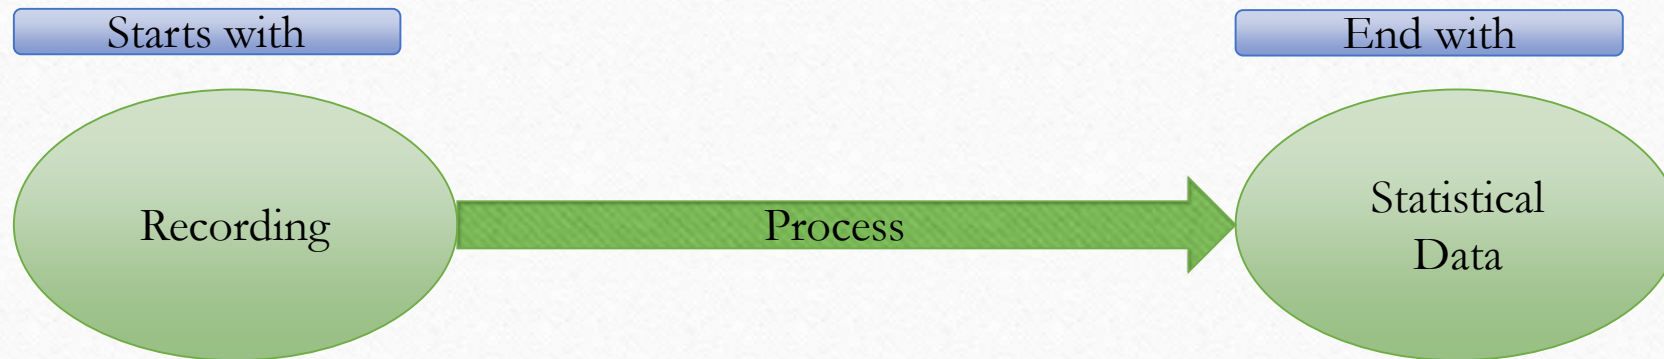 Starts with
End with
Recording
Process
Statistical
Data